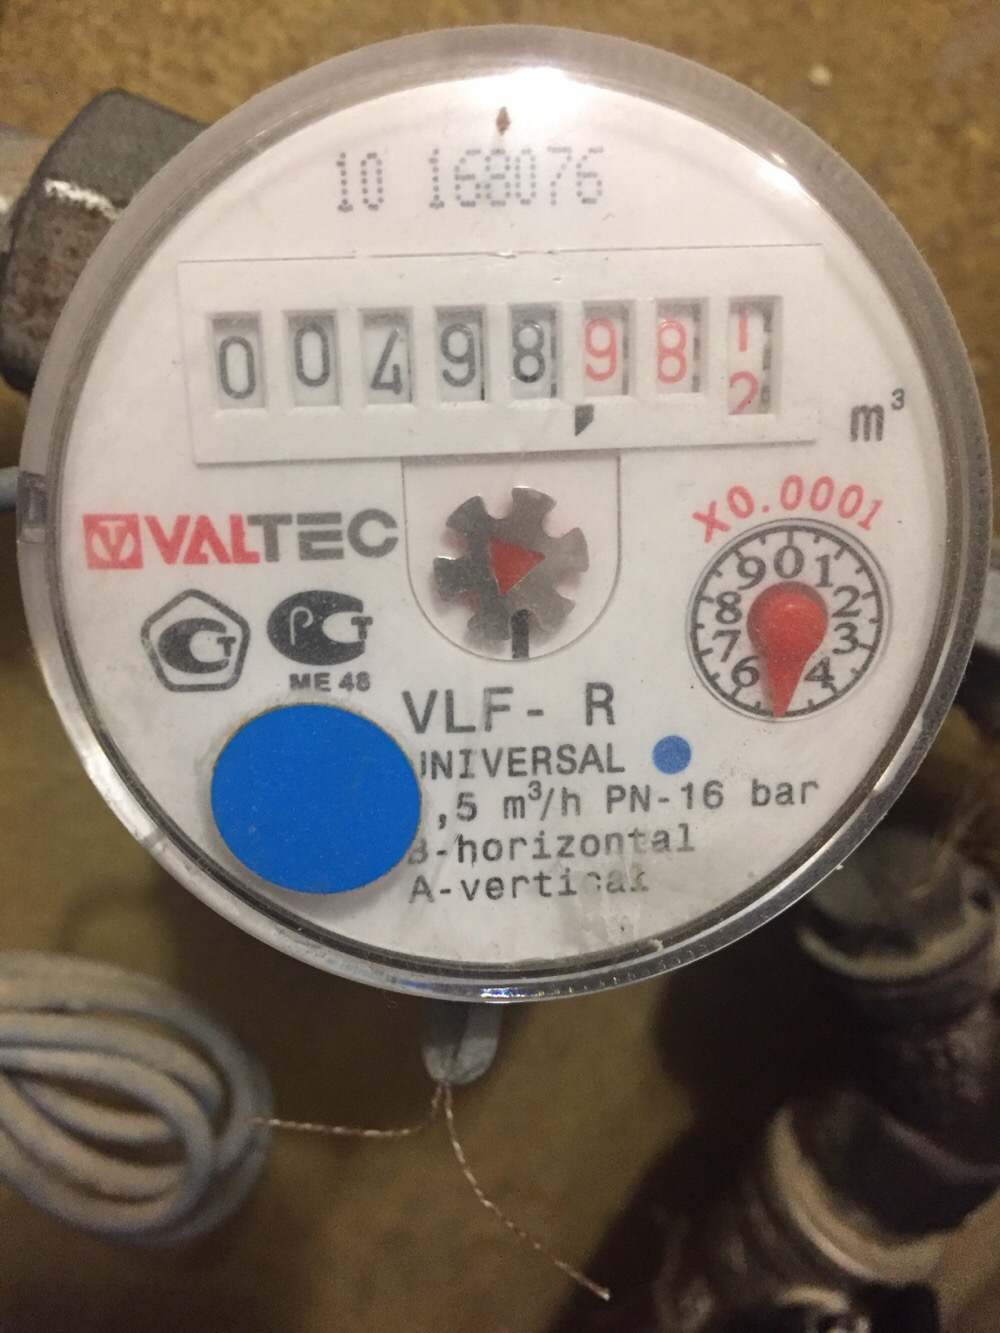 10 168076
00498981
m³
VALTEC
X0.0001
0 1 2 3 4 6 7 8 9
РСТ
ME 48
VLF- R
UNIVERSAL
,5 m³/h PN-16 bar
B-horizontal
A-vertical